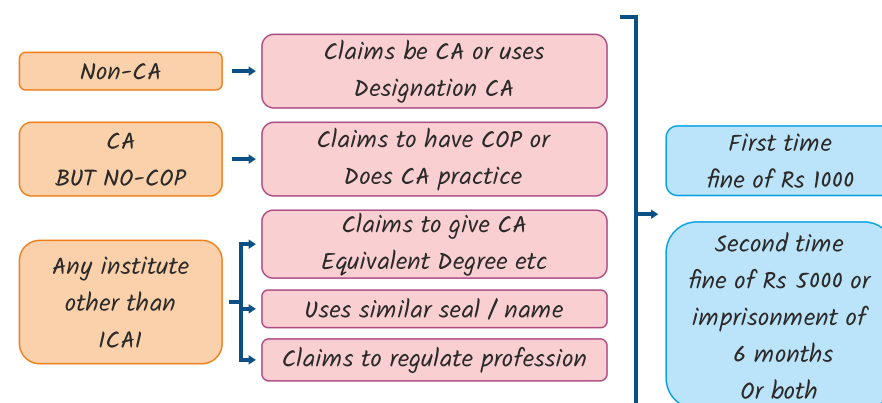 Non-CA
Claims be CA or uses
Designation CA
CA
BUT NO-COP
Claims to have COP or
Does CA practice
Any institute
other than
ICAI
Claims to give CA
Equivalent Degree etc
Uses similar seal / name
Claims to regulate profession
First time
fine of Rs 1000
Second time
fine of Rs 5000 or
imprisonment of
6 months
Or both